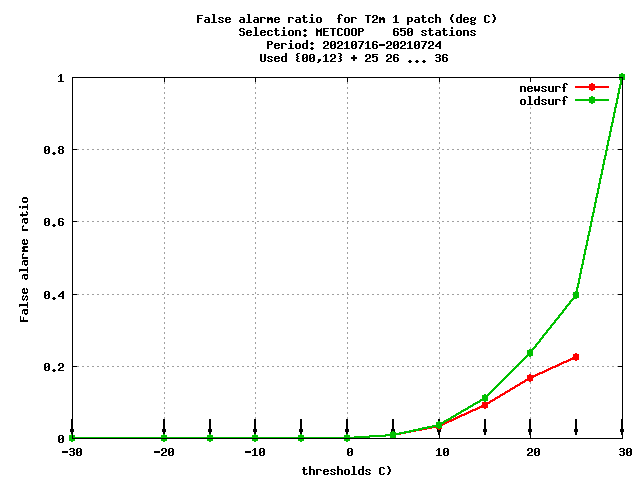 False alarme ratio  for T2m 1 patch (deg C)
Selection: METCOOP    650 stations
Period: 20210716-20210724
Used {00,12} + 25 26 ... 36
newsurf
oldsurf
1
0.8
0.6
0.4
0.2
0
False alarme ratio
-30 -20 -10 0 10 20 30
thresholds C)